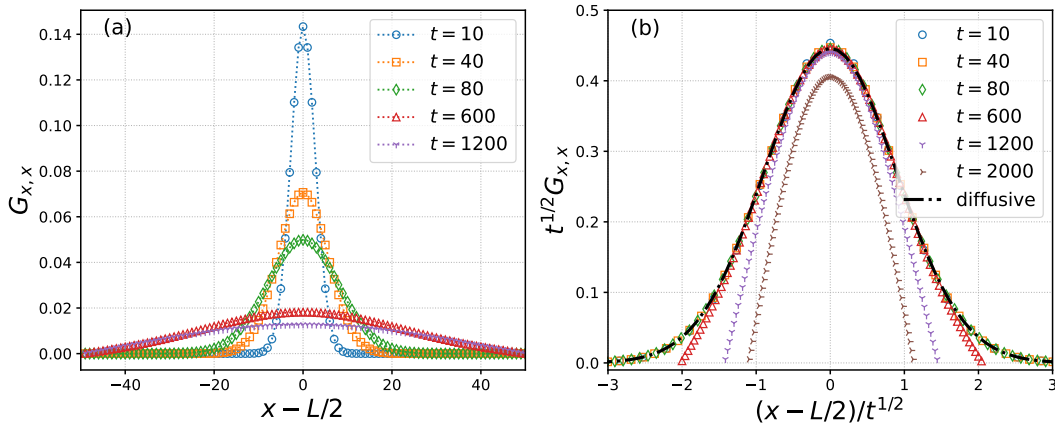 (a)
t = 10
t = 40
t = 80
t = 600
t = 1200
0.14
0.12
0.10
0.08
0.06
0.04
0.02
0.00
G_{x,x}
−40 −20 0 20 40
x − L/2
(b)
t = 10
t = 40
t = 80
t = 600
t = 1200
t = 2000
diffusive
0.5
0.4
0.3
0.2
0.1
0.0
t^{1/2}G_{x,x}
−3 −2 −1 0 1 2 3
(x − L/2)/t^{1/2}